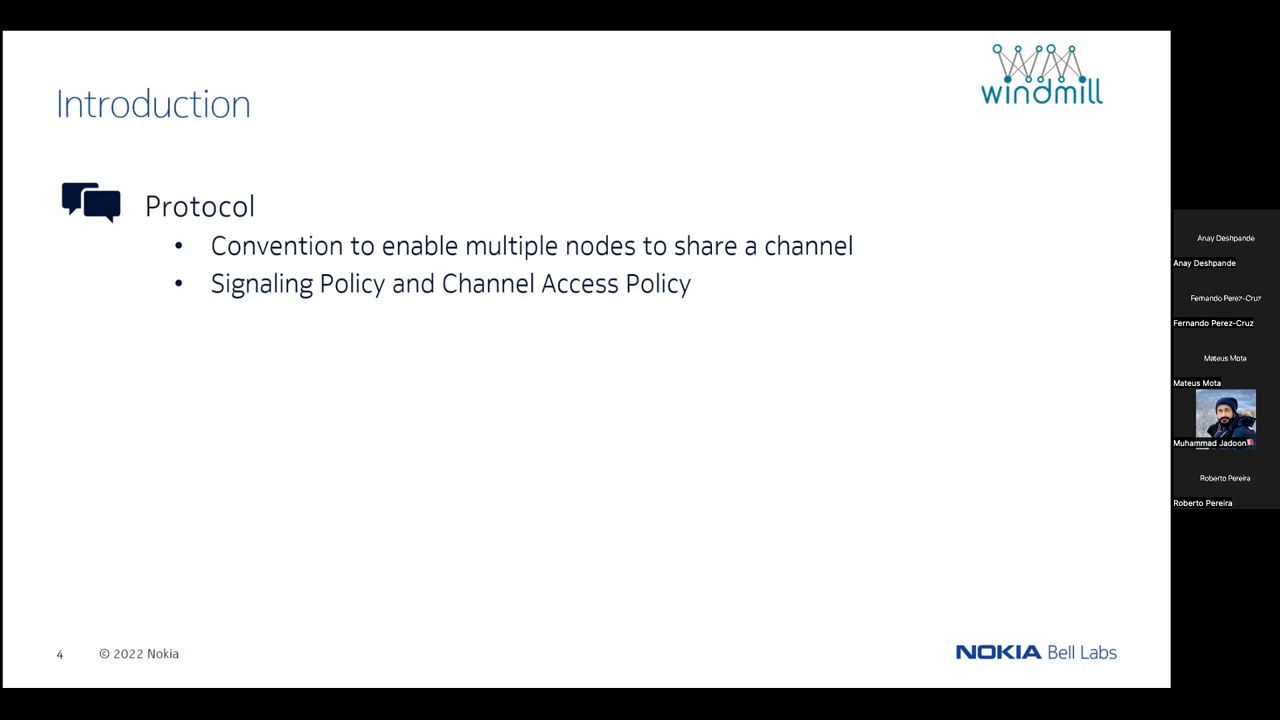 windmill
Introduction
Protocol
• Convention to enable multiple nodes to share a channel
• Signaling Policy and Channel Access Policy
4 © 2022 Nokia
NOKIA Bell Labs
Anay Deshpande
Anay Deshpande
Fernando Perez-Cruz
Fernando Perez-Cruz
Mateus Mota
Mateus Mota
Muhammad Jadoon
Roberto Pereira
Roberto Pereira